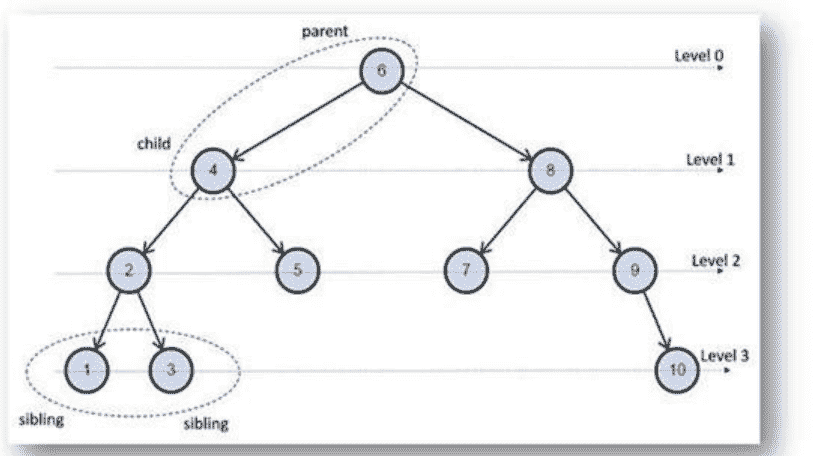 parent
6
Level 0
child
4
8
Level 1
2
5
7
9
Level 2
1
3
10
Level 3
sibling
sibling